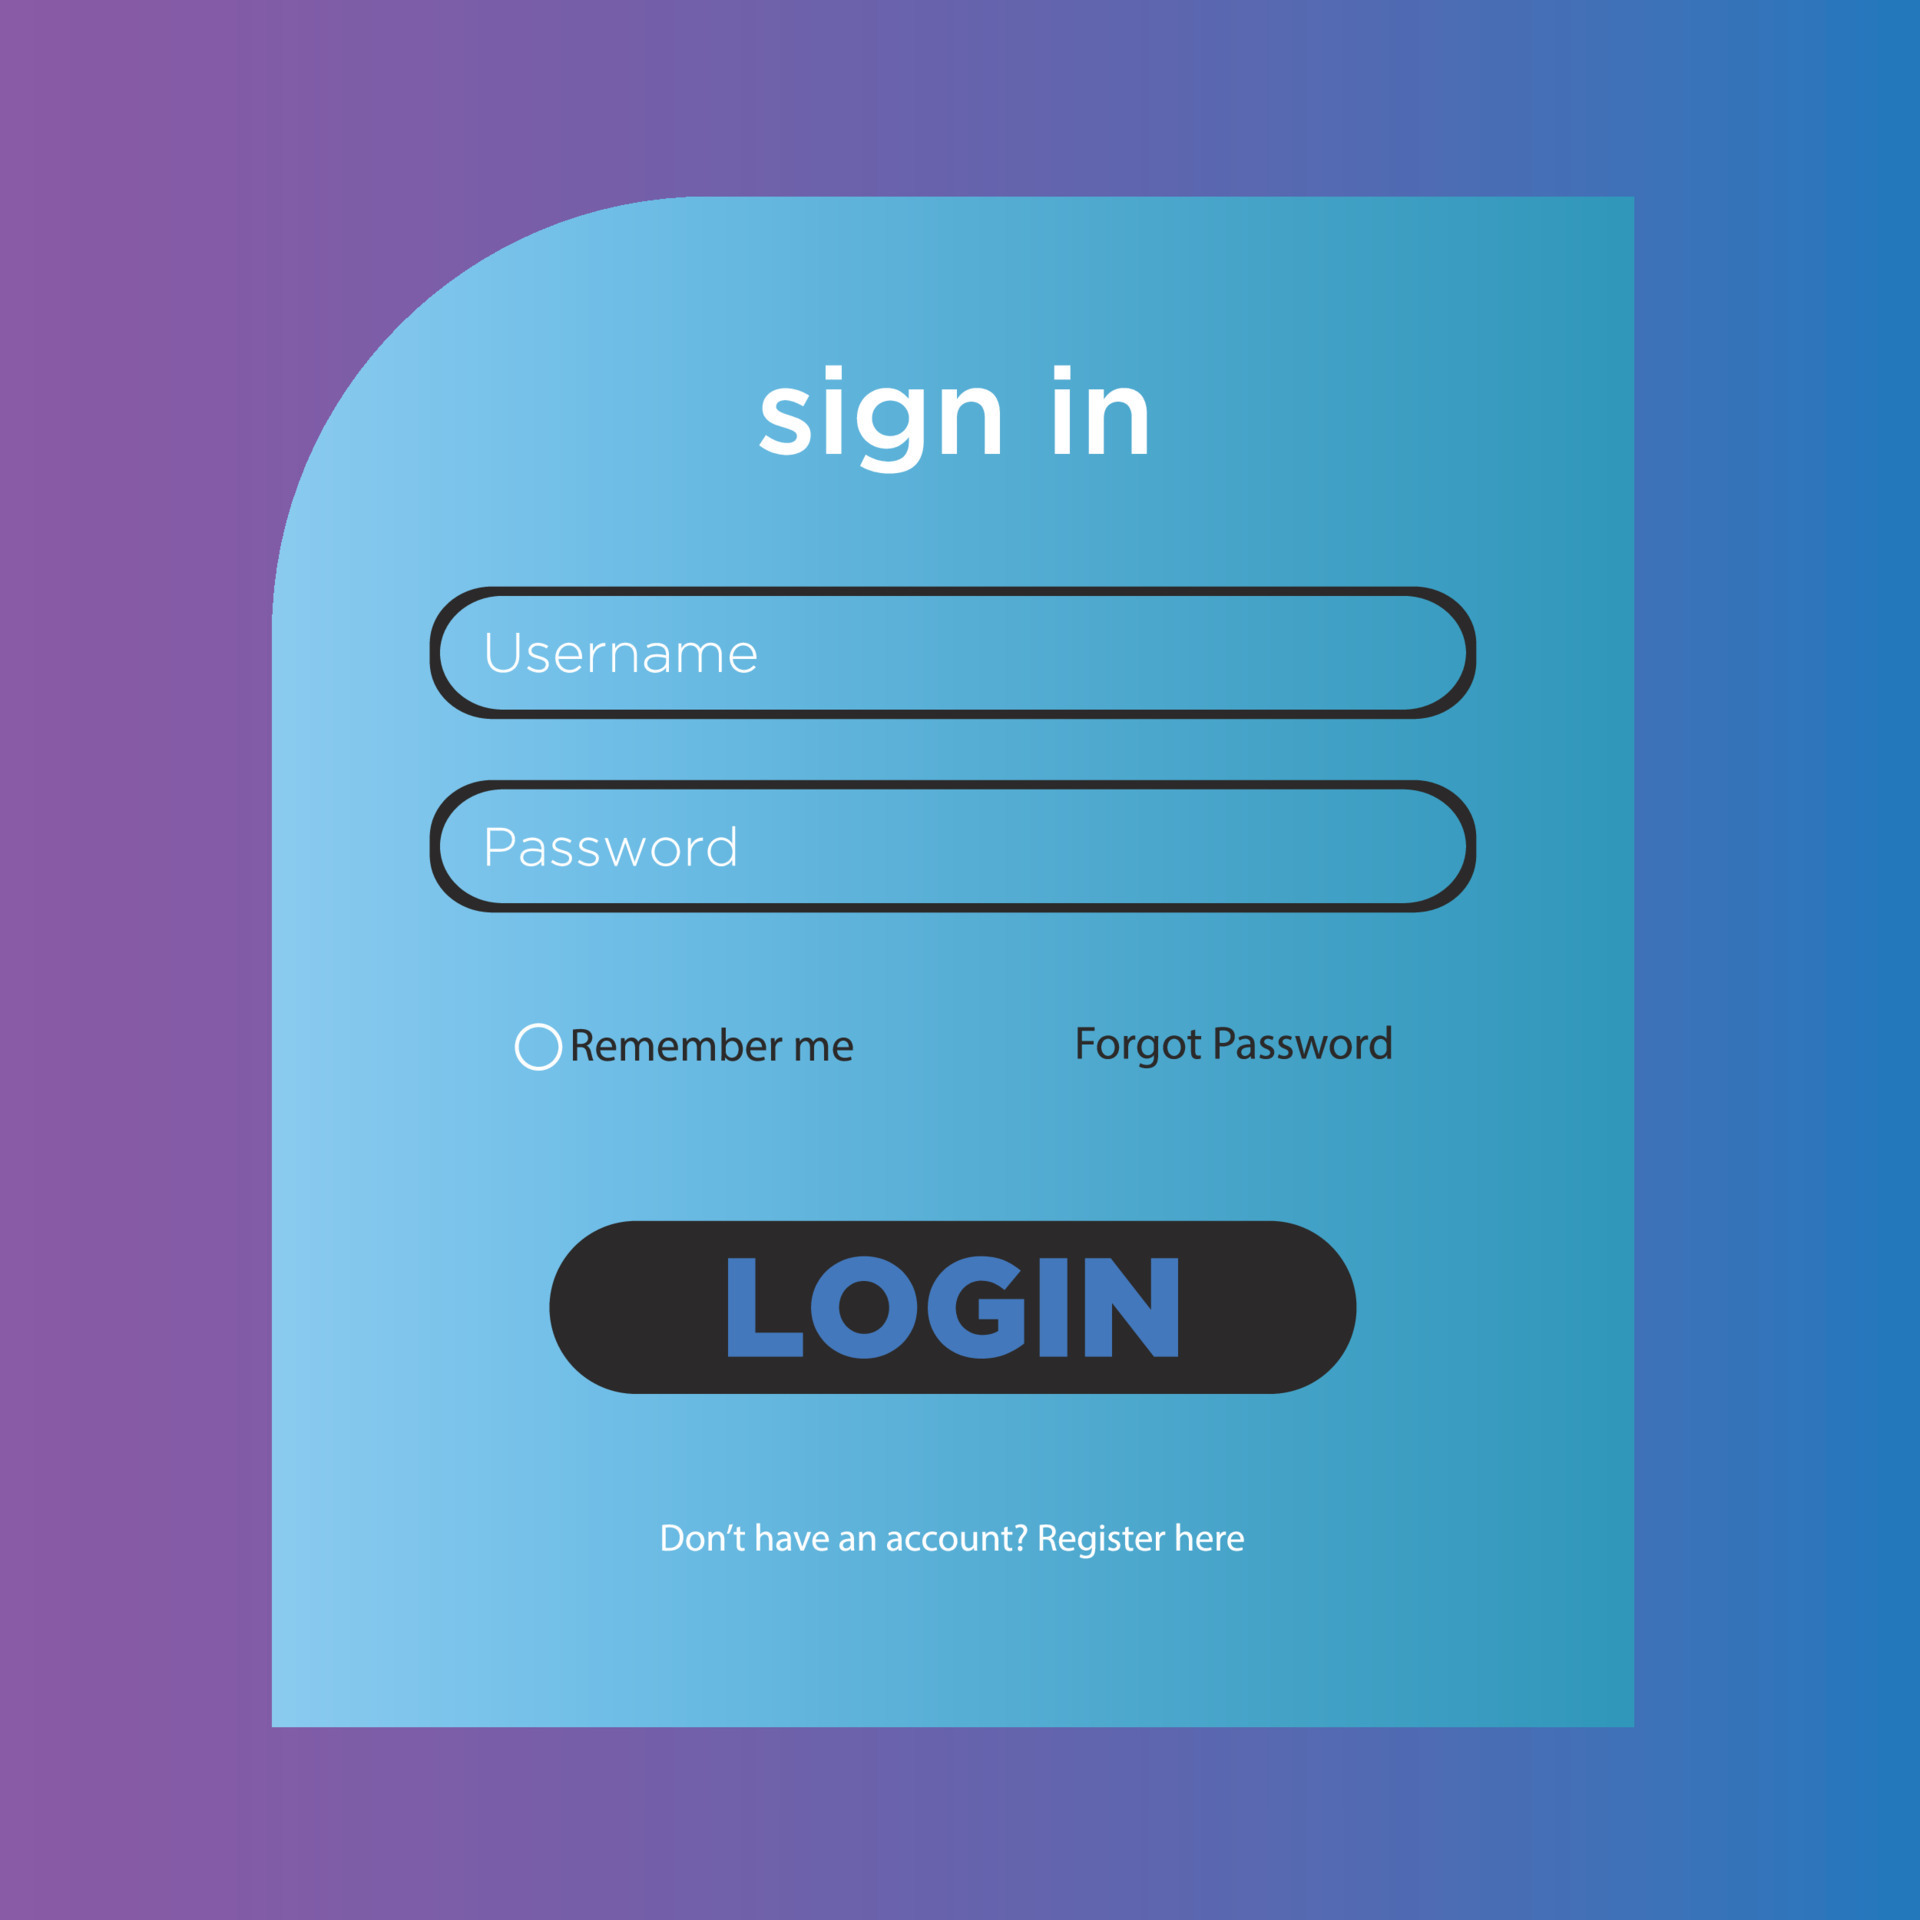 sign in
Username
Password
Remember me
Forgot Password
LOGIN
Don't have an account? Register here